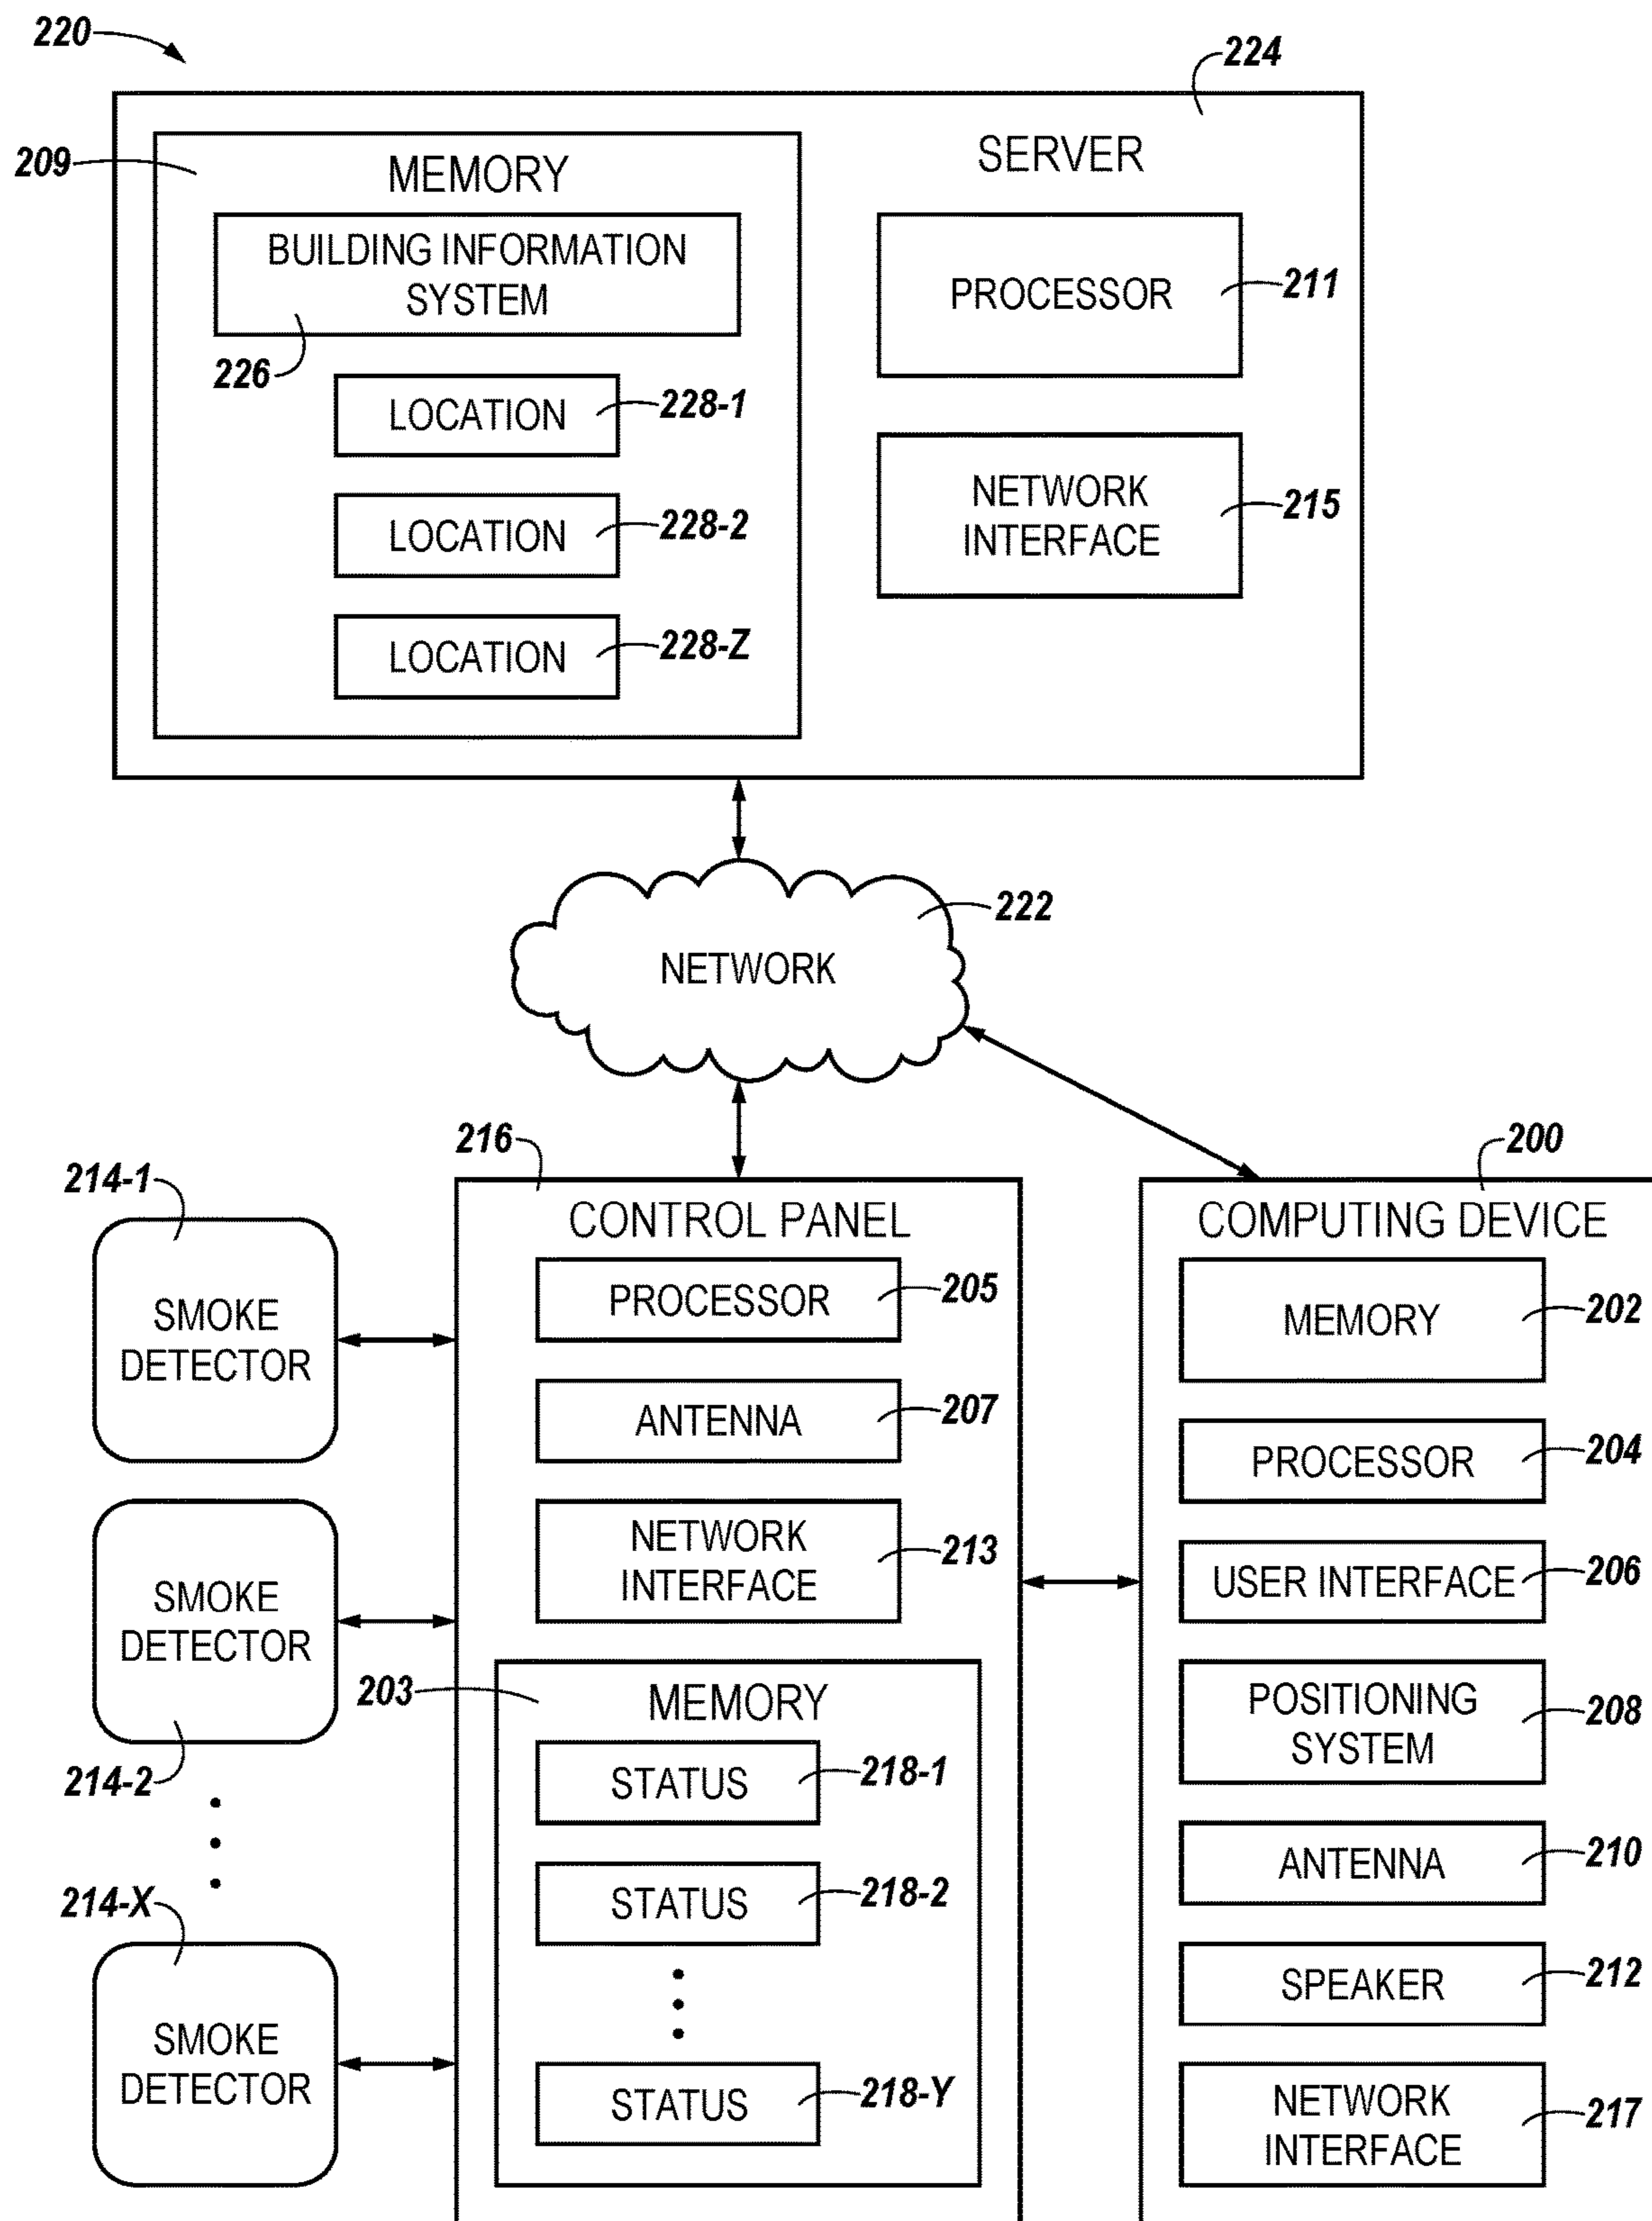 220
224
209
MEMORY
SERVER
BUILDING INFORMATION
SYSTEM
226
PROCESSOR
211
LOCATION
228-1
NETWORK
INTERFACE
215
LOCATION
228-2
LOCATION
228-Z
222
NETWORK
216
200
214-1
SMOKE
DETECTOR
214-2
SMOKE
DETECTOR
214-X
SMOKE
DETECTOR
CONTROL PANEL
PROCESSOR
205
ANTENNA
207
NETWORK
INTERFACE
213
203
MEMORY
STATUS
218-1
STATUS
218-2
STATUS
218-Y
COMPUTING DEVICE
MEMORY
202
PROCESSOR
204
USER INTERFACE
206
POSITIONING
SYSTEM
208
ANTENNA
210
SPEAKER
212
NETWORK
INTERFACE
217